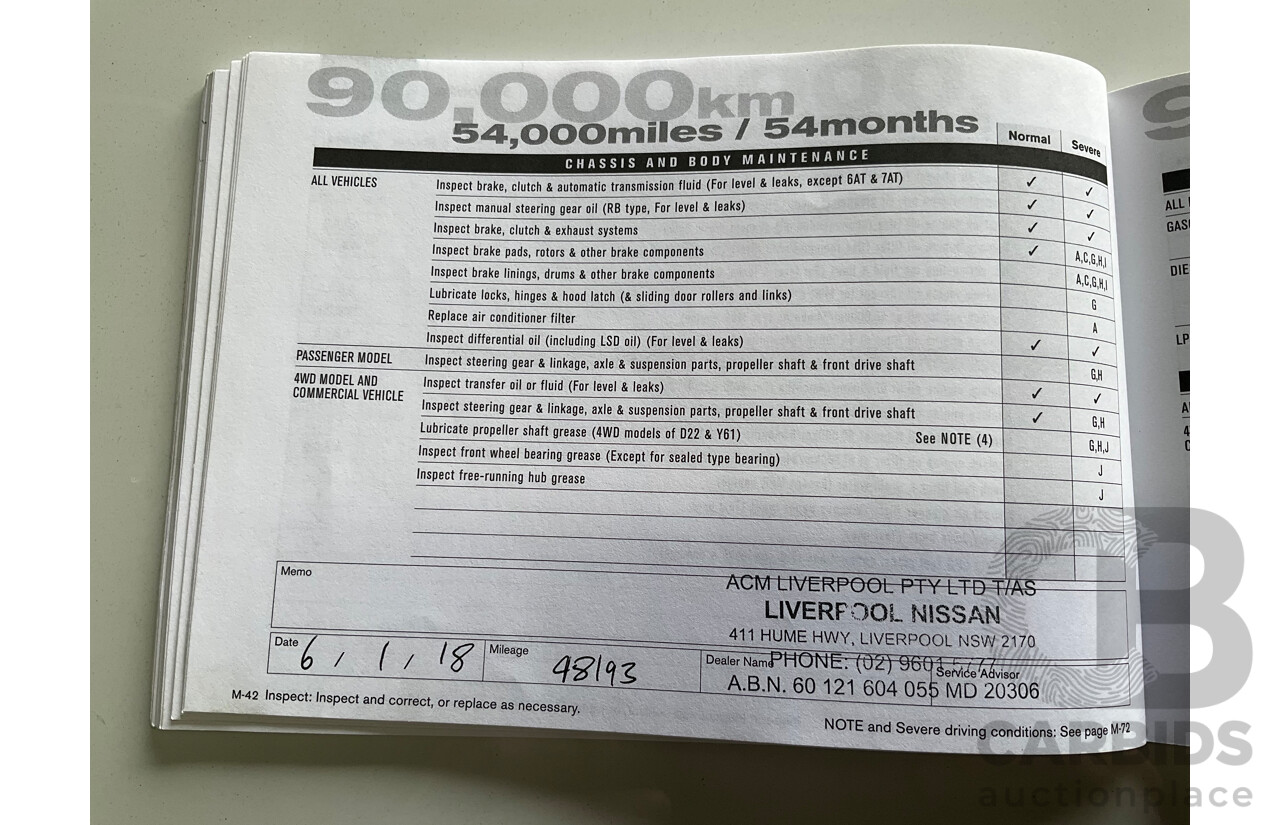 90,000km
54,000miles / 54months
Normal Severe
CHASSIS AND BODY MAINTENANCE
ALL VEHICLES Inspect brake, clutch & automatic transmission fluid (For level & leaks, except 6AT & 7AT) ✓ ✓
Inspect manual steering gear oil (RB type, For level & leaks) ✓ ✓
Inspect brake, clutch & exhaust systems ✓ ✓
Inspect brake pads, rotors & other brake components ✓ A,C,G,H,I
Inspect brake linings, drums & other brake components A,C,G,H,I
Lubricate locks, hinges & hood latch (& sliding door rollers and links) G
Replace air conditioner filter A
Inspect differential oil (including LSD oil) (For level & leaks) ✓ ✓
PASSENGER MODEL Inspect steering gear & linkage, axle & suspension parts, propeller shaft & front drive shaft G,H
4WD MODEL AND COMMERCIAL VEHICLE Inspect transfer oil or fluid (For level & leaks) ✓ ✓
Inspect steering gear & linkage, axle & suspension parts, propeller shaft & front drive shaft ✓ G,H
Lubricate propeller shaft grease (4WD models of D22 & Y61) See NOTE (4) G,H,J
Inspect front wheel bearing grease (Except for sealed type bearing) J
Inspect free-running hub grease J
Memo
ACM LIVERPOOL PTY LTD T/AS
LIVERPOOL NISSAN
411 HUME HWY, LIVERPOOL NSW 2170
PHONE: (02) 9601 5777
A.B.N. 60 121 604 055 MD 20306
Date 6 / 1 / 18 Mileage 48193 Dealer Name Service Advisor
M-42 Inspect: Inspect and correct, or replace as necessary.
NOTE and Severe driving conditions: See page M-72
ALL
GAS
DIE
LP
CARBIDS
auctionplace